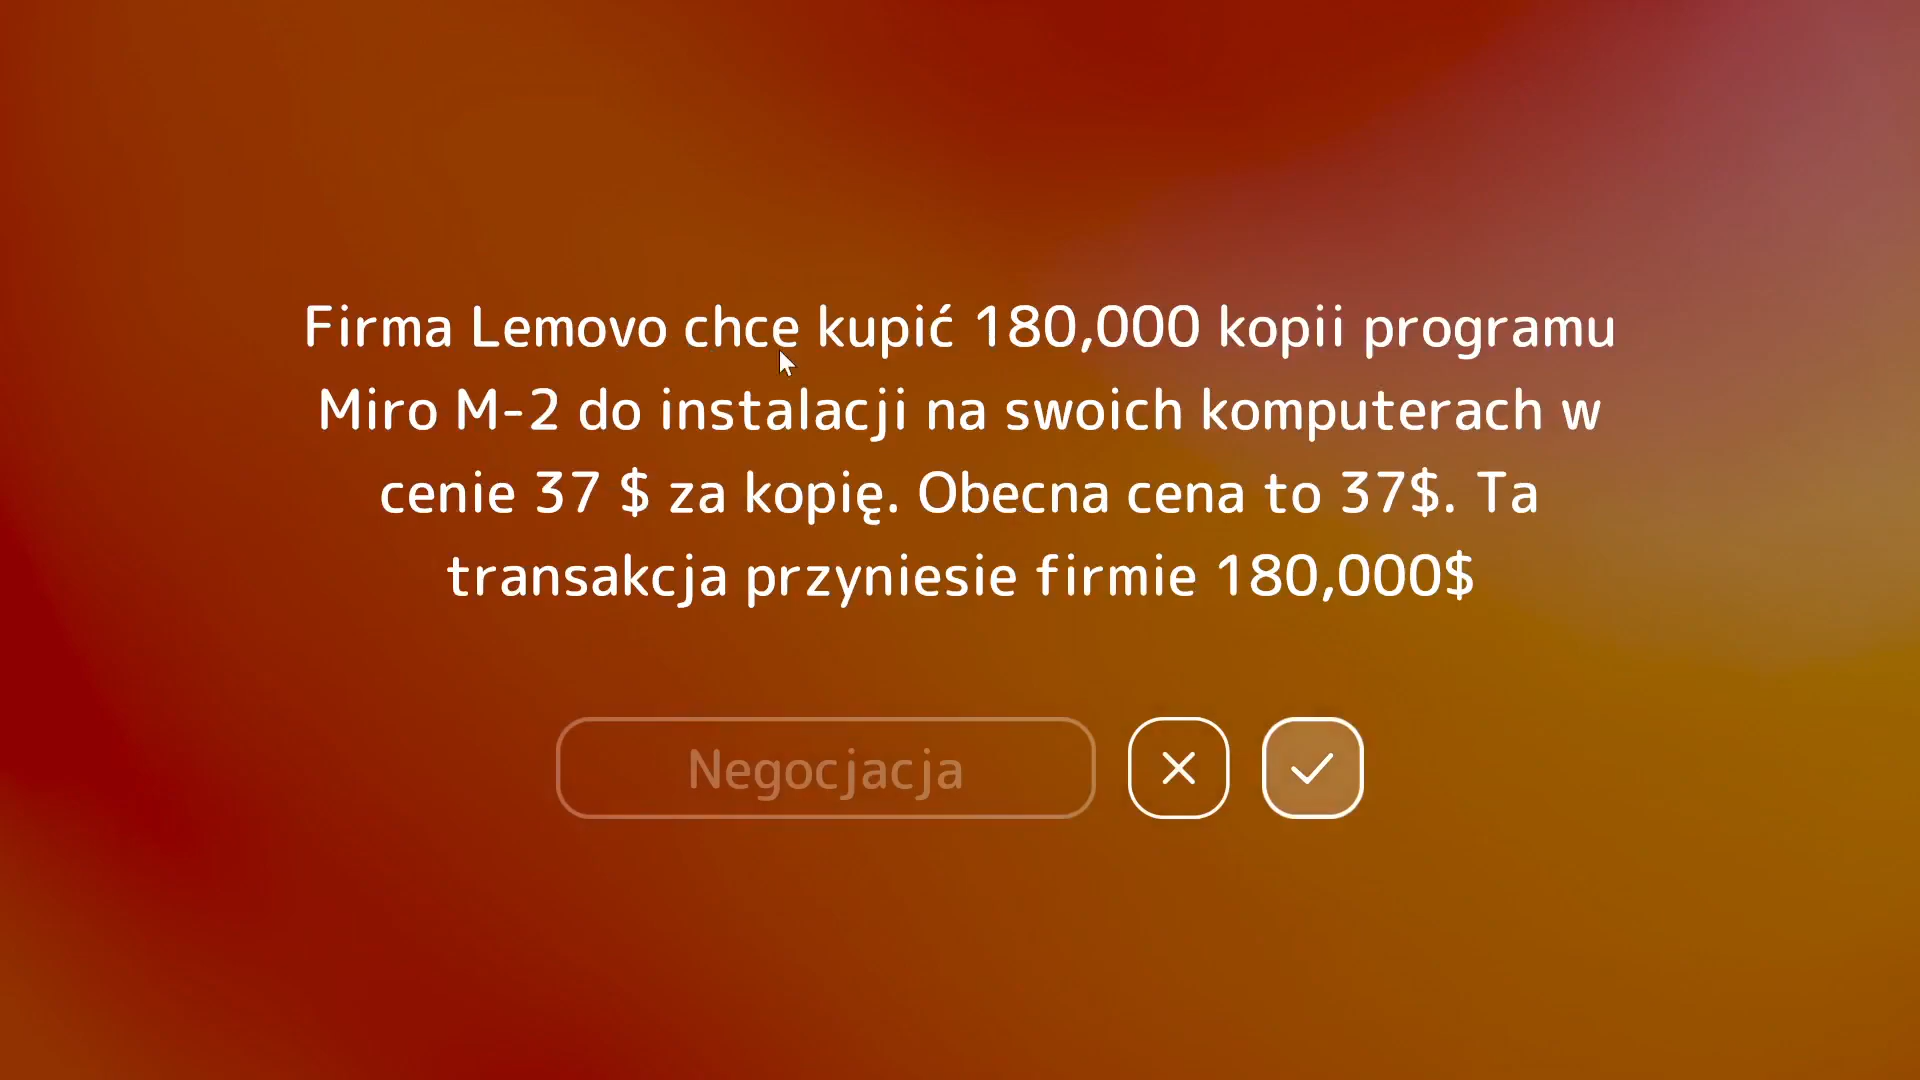 Firma Lemovo chce kupić 180,000 kopii programu
Miro M-2 do instalacji na swoich komputerach w
cenie 37 $ za kopię. Obecna cena to 37$. Ta
transakcja przyniesie firmie 180,000$
Negocjacja